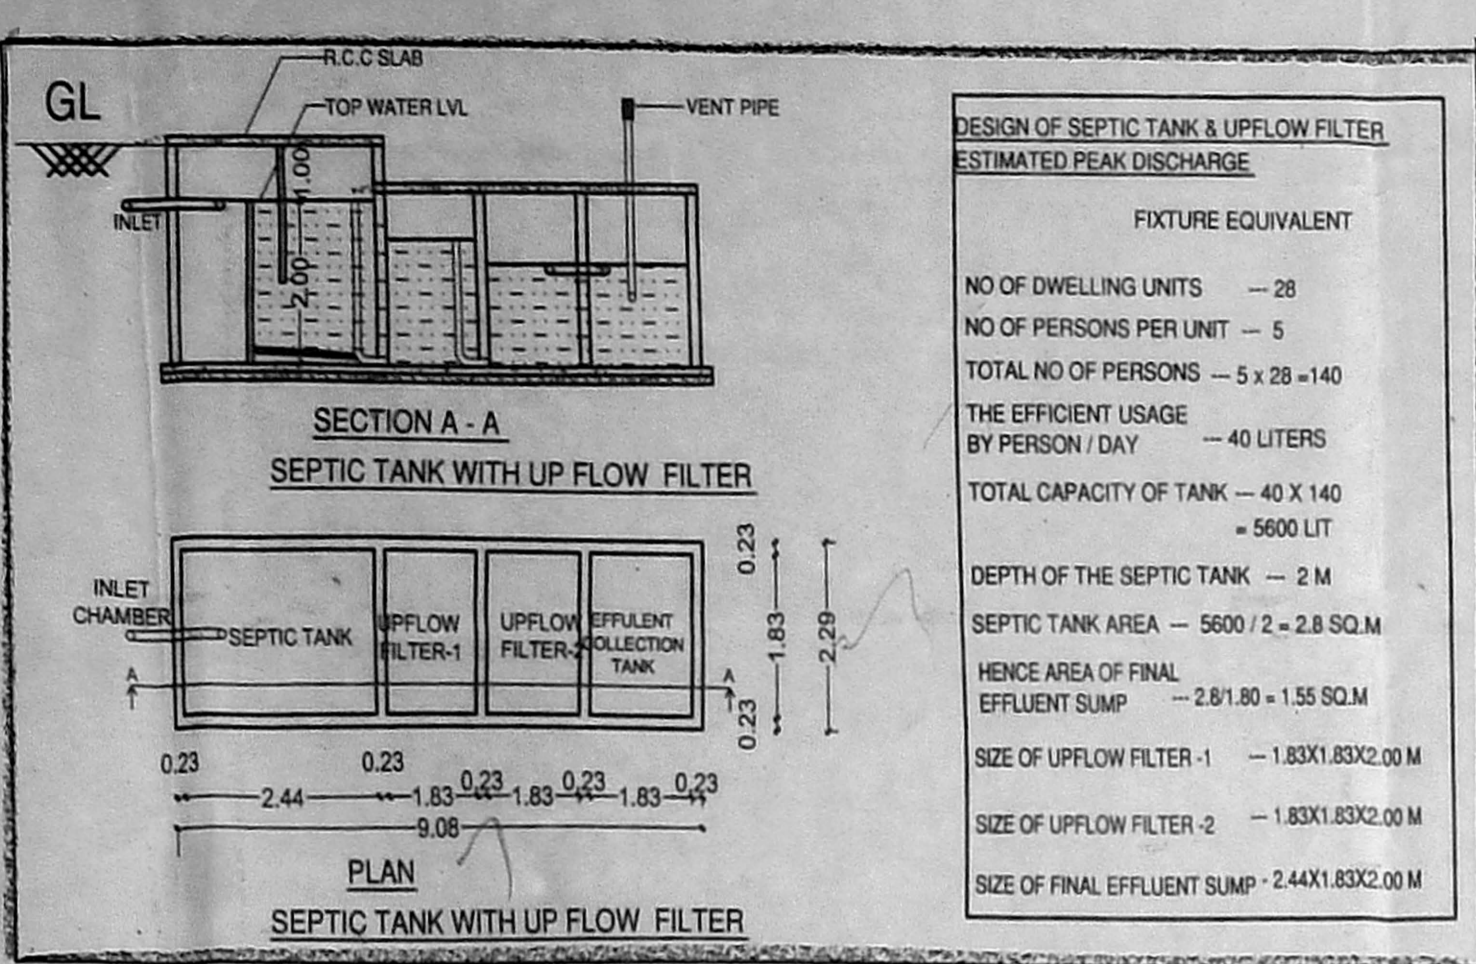 GL
R.C.C SLAB
TOP WATER LVL
VENT PIPE
1.00
INLET
2.00
SECTION A - A
SEPTIC TANK WITH UP FLOW FILTER
INLET
CHAMBER
SEPTIC TANK
UPFLOW
FILTER-1
UPFLOW
FILTER-2
EFFULENT
COLLECTION
TANK
A
A
0.23
1.83
2.29
0.23
0.23
0.23
0.23
0.23
0.23
2.44
1.83
1.83
1.83
9.08
PLAN
SEPTIC TANK WITH UP FLOW FILTER
DESIGN OF SEPTIC TANK & UPFLOW FILTER
ESTIMATED PEAK DISCHARGE
FIXTURE EQUIVALENT
NO OF DWELLING UNITS --- 28
NO OF PERSONS PER UNIT --- 5
TOTAL NO OF PERSONS --- 5 x 28 =140
THE EFFICIENT USAGE
BY PERSON / DAY --- 40 LITERS
TOTAL CAPACITY OF TANK --- 40 X 140
= 5600 LIT
DEPTH OF THE SEPTIC TANK --- 2 M
SEPTIC TANK AREA --- 5600 / 2 = 2.8 SQ.M
HENCE AREA OF FINAL
EFFLUENT SUMP --- 2.8/1.80 = 1.55 SQ.M
SIZE OF UPFLOW FILTER -1 --- 1.83X1.83X2.00 M
SIZE OF UPFLOW FILTER -2 --- 1.83X1.83X2.00 M
SIZE OF FINAL EFFLUENT SUMP - 2.44X1.83X2.00 M